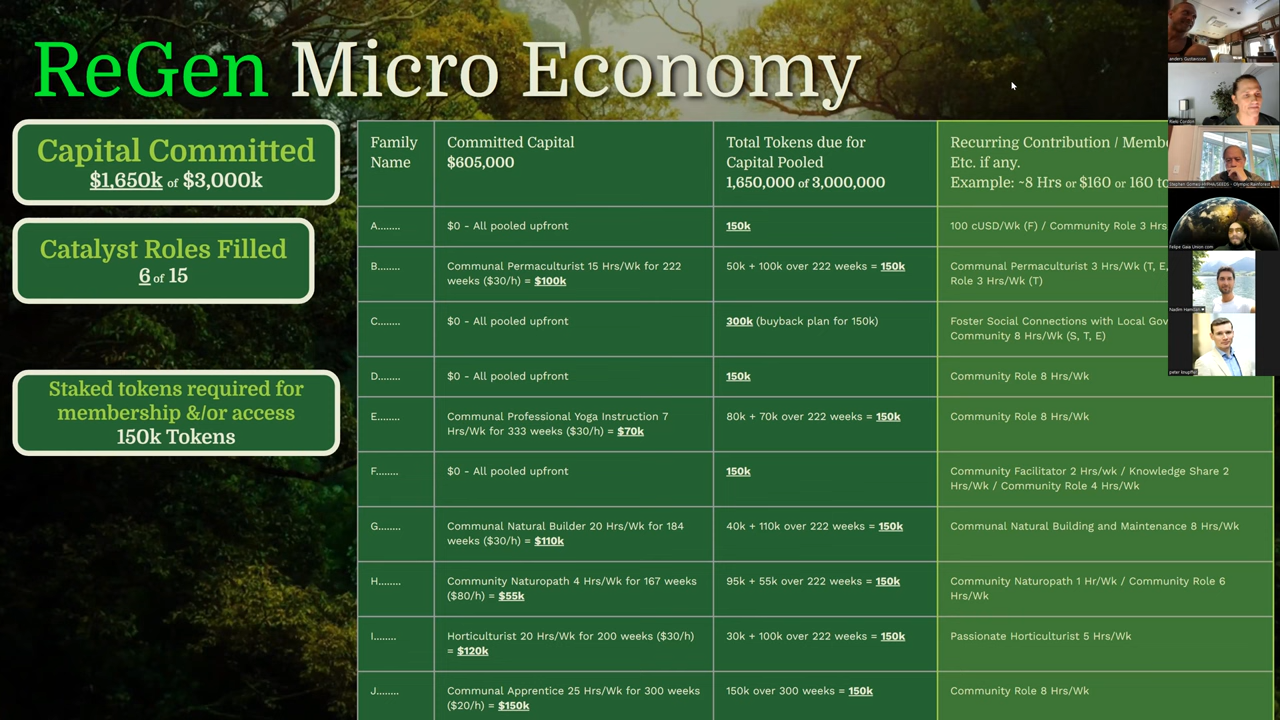 ReGen Micro Economy
Capital Committed
$1,650k of $3,000k
Catalyst Roles Filled
6 of 15
Staked tokens required for
membership &/or access
150k Tokens
Family
Name
Committed Capital
$605,000
Total Tokens due for
Capital Pooled
1,650,000 of 3,000,000
Recurring Contribution /
Etc. if any.
Example: ~8 Hrs or $160 or 160
A........
$0 - All pooled upfront
150k
100 cUSD/Wk (F) / Community Role 3 Hrs
B........
Communal Permaculturist 15 Hrs/Wk for 222
weeks ($30/h) = $100k
50k + 100k over 222 weeks = 150k
Communal Permaculturist 3 Hrs/Wk (T, E,
Role 3 Hrs/Wk (T)
C........
$0 - All pooled upfront
300k (buyback plan for 150k)
Foster Social Connections with Local
Community 8 Hrs/Wk (S, T, E)
D........
$0 - All pooled upfront
150k
Community Role 8 Hrs/Wk
E........
Communal Professional Yoga Instruction 7
Hrs/Wk for 333 weeks ($30/h) = $70k
80k + 70k over 222 weeks = 150k
Community Role 8 Hrs/Wk
F........
$0 - All pooled upfront
150k
Community Facilitator 2 Hrs/wk / Knowledge Share 2
Hrs/Wk / Community Role 4 Hrs/Wk
G........
Communal Natural Builder 20 Hrs/Wk for 184
weeks ($30/h) = $110k
40k + 110k over 222 weeks = 150k
Communal Natural Building and Maintenance 8 Hrs/Wk
H........
Community Naturopath 4 Hrs/Wk for 167 weeks
($80/h) = $55k
95k + 55k over 222 weeks = 150k
Community Naturopath 1 Hr/Wk / Community Role 6
Hrs/Wk
I........
Horticulturist 20 Hrs/Wk for 200 weeks ($30/h)
= $120k
30k + 100k over 222 weeks = 150k
Passionate Horticulturist 5 Hrs/Wk
J........
Communal Apprentice 25 Hrs/Wk for 300 weeks
($20/h) = $150k
150k over 300 weeks = 150k
Community Role 8 Hrs/Wk